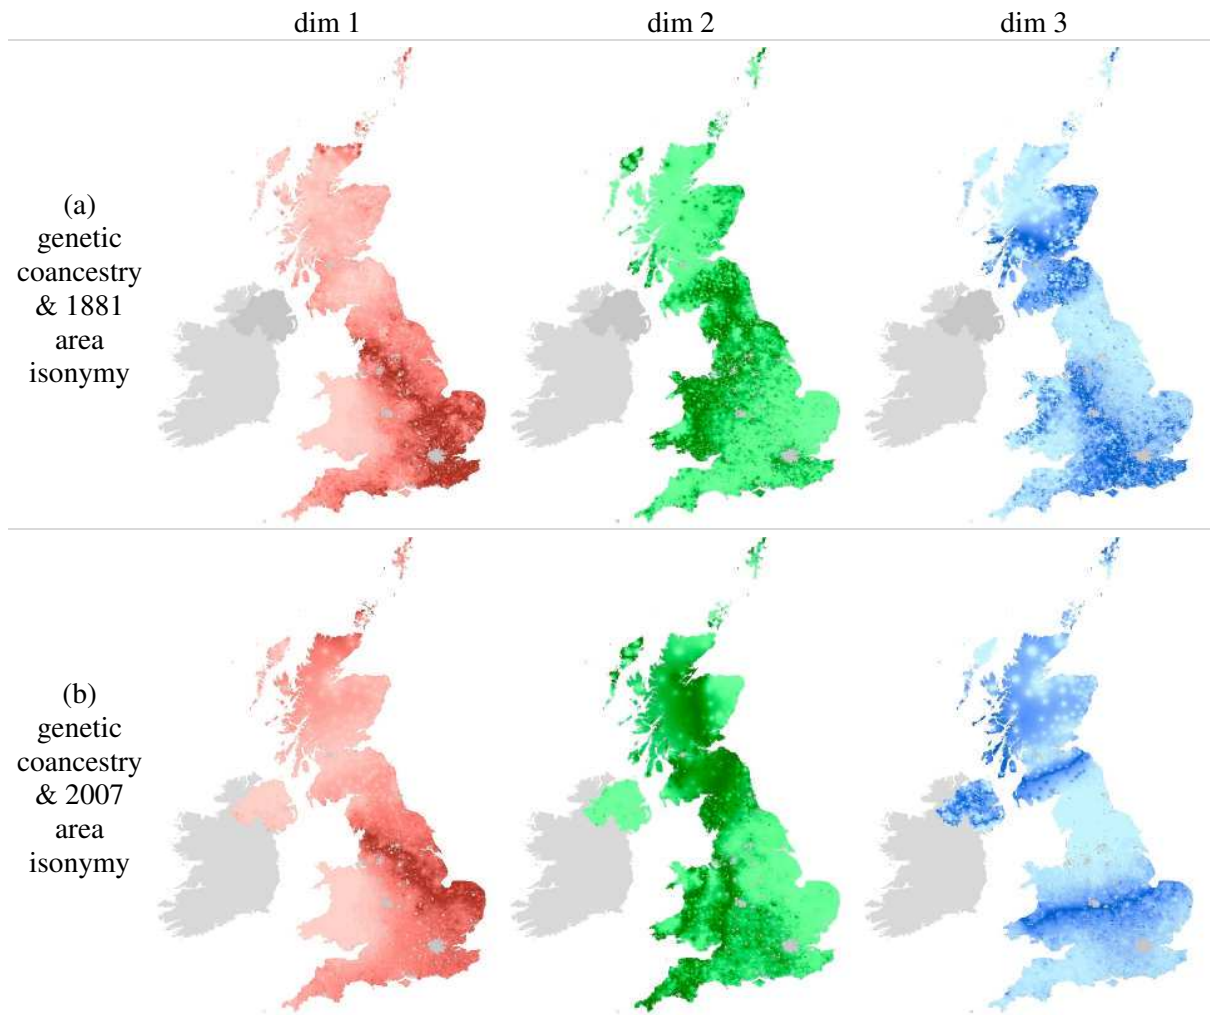 dim 1
dim 2
dim 3
(a)
genetic
coancestry
& 1881
area
isonymy
(b)
genetic
coancestry
& 2007
area
isonymy